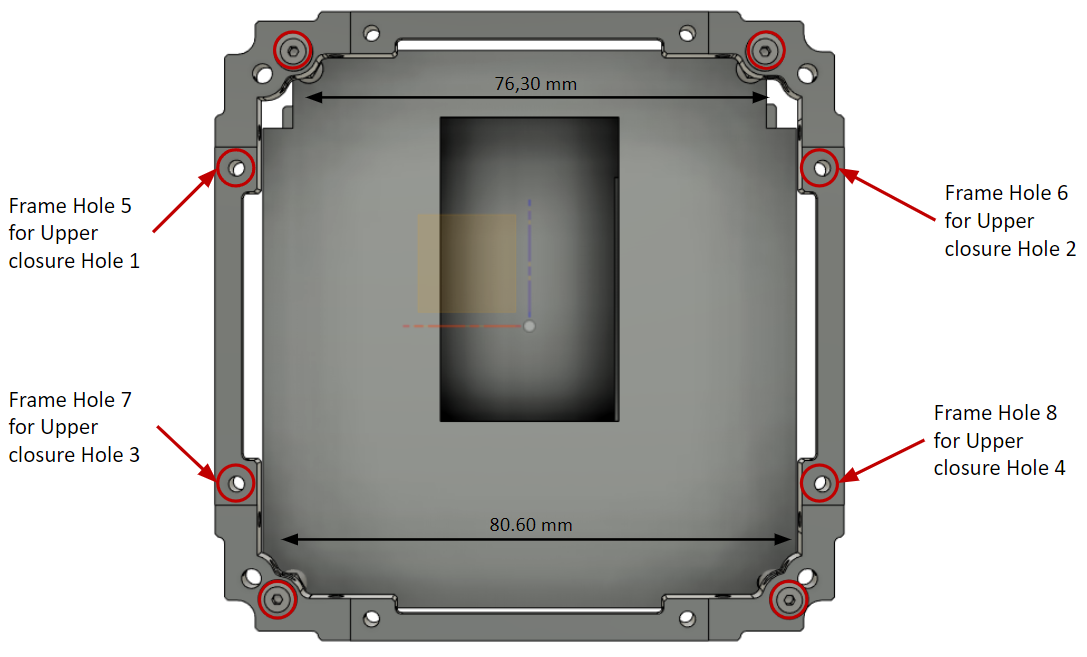 76,30 mm
Frame Hole 5
for Upper
closure Hole 1
Frame Hole 6
for Upper
closure Hole 2
Frame Hole 7
for Upper
closure Hole 3
Frame Hole 8
for Upper
closure Hole 4
80.60 mm